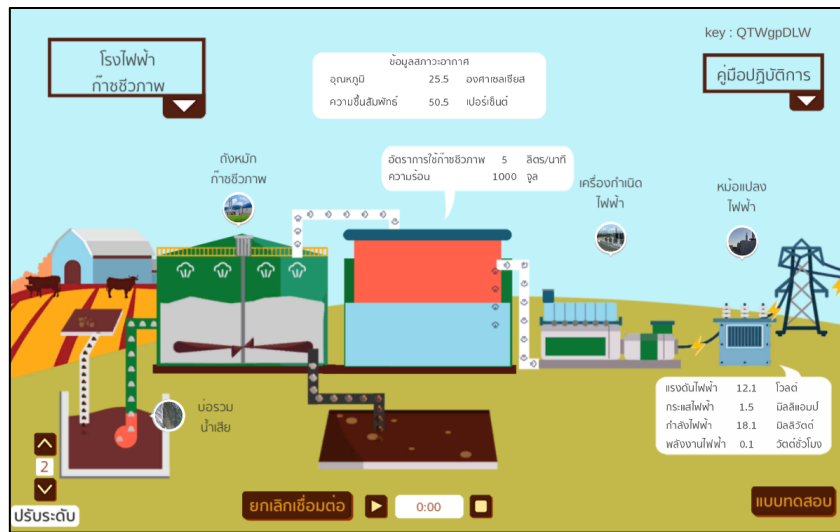 key : QTWgpDLW
โรงไฟฟ้า
ก๊าซชีวภาพ
ข้อมูลสภาวะอากาศ
อุณหภูมิ 25.5 องศาเซลเซียส
ความชื้นสัมพัทธ์ 50.5 เปอร์เซ็นต์
คู่มือปฏิบัติการ
อัตราการใช้ก๊าซชีวภาพ 5 ลิตร/นาที
ความร้อน 1000 จูล
ถังหมัก
ก๊าซชีวภาพ
เครื่องกำเนิด
ไฟฟ้า
หม้อแปลง
ไฟฟ้า
บ่อรวม
น้ำเสีย
แรงดันไฟฟ้า 12.1 โวลต์
กระแสไฟฟ้า 1.5 มิลลิแอมป์
กำลังไฟฟ้า 18.1 มิลลิวัตต์
พลังงานไฟฟ้า 0.1 วัตต์ชั่วโมง
2
ปรับระดับ
ยกเลิกเชื่อมต่อ
0:00
แบบทดสอบ